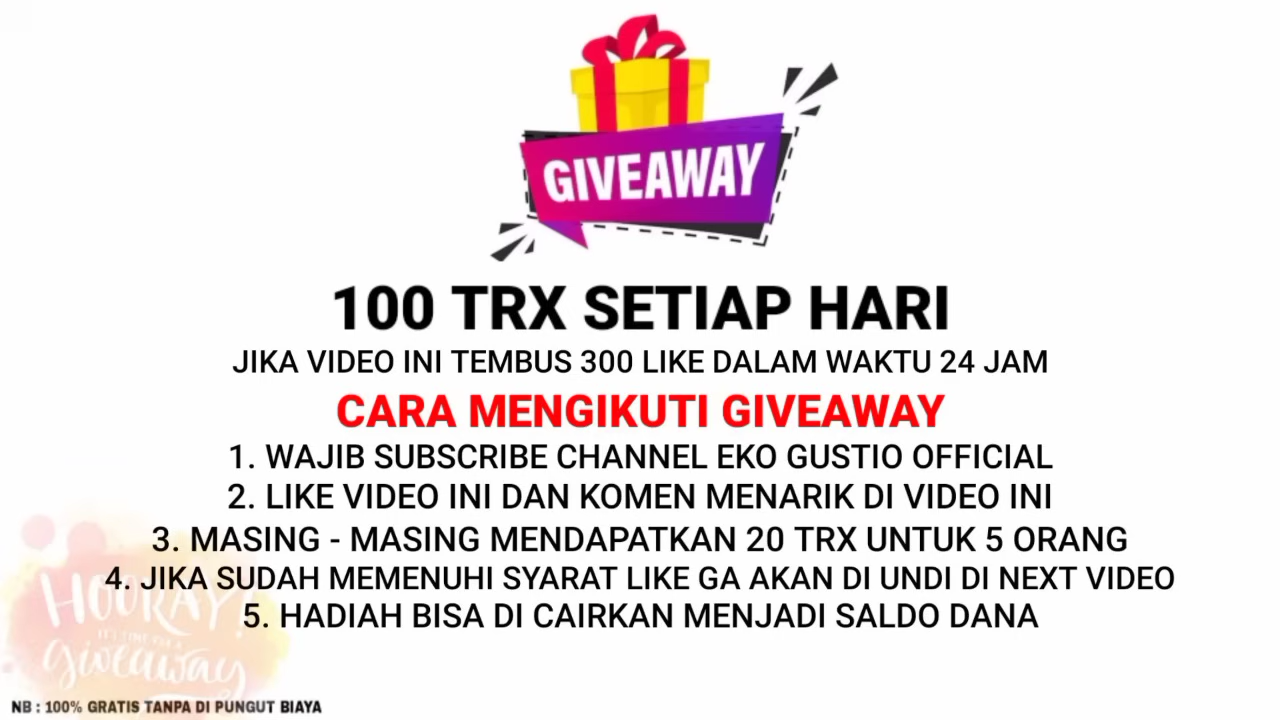 GIVEAWAY
100 TRX SETIAP HARI
JIKA VIDEO INI TEMBUS 300 LIKE DALAM WAKTU 24 JAM
CARA MENGIKUTI GIVEAWAY
1. WAJIB SUBSCRIBE CHANNEL EKO GUSTIO OFFICIAL
2. LIKE VIDEO INI DAN KOMEN MENARIK DI VIDEO INI
3. MASING - MASING MENDAPATKAN 20 TRX UNTUK 5 ORANG
4. JIKA SUDAH MEMENUHI SYARAT LIKE GA AKAN DI UNDI DI NEXT VIDEO
5. HADIAH BISA DI CAIRKAN MENJADI SALDO DANA
HOORAY!
IT'S TIME FOR A
giveaway
NB : 100% GRATIS TANPA DI PUNGUT BIAYA